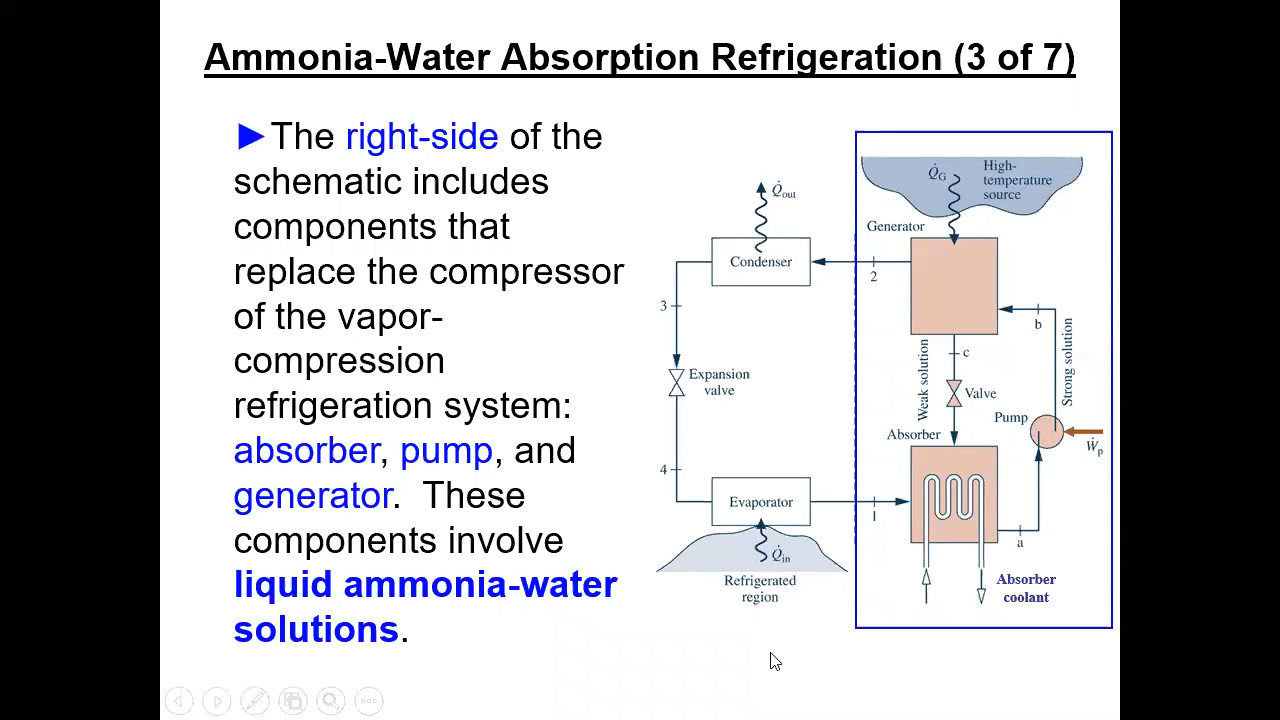 Ammonia-Water Absorption Refrigeration (3 of 7)
►The right-side of the
schematic includes
components that
replace the compressor
of the vapor-
compression
refrigeration system:
absorber, pump, and
generator. These
components involve
liquid ammonia-water
solutions.
Q̇out
Condenser
3
Expansion
valve
4
Evaporator
Q̇in
Refrigerated
region
Q̇G
High-
temperature
source
Generator
2
b
c
Weak solution
Strong solution
Valve
Pump
Ẇp
Absorber
1
a
Absorber
coolant